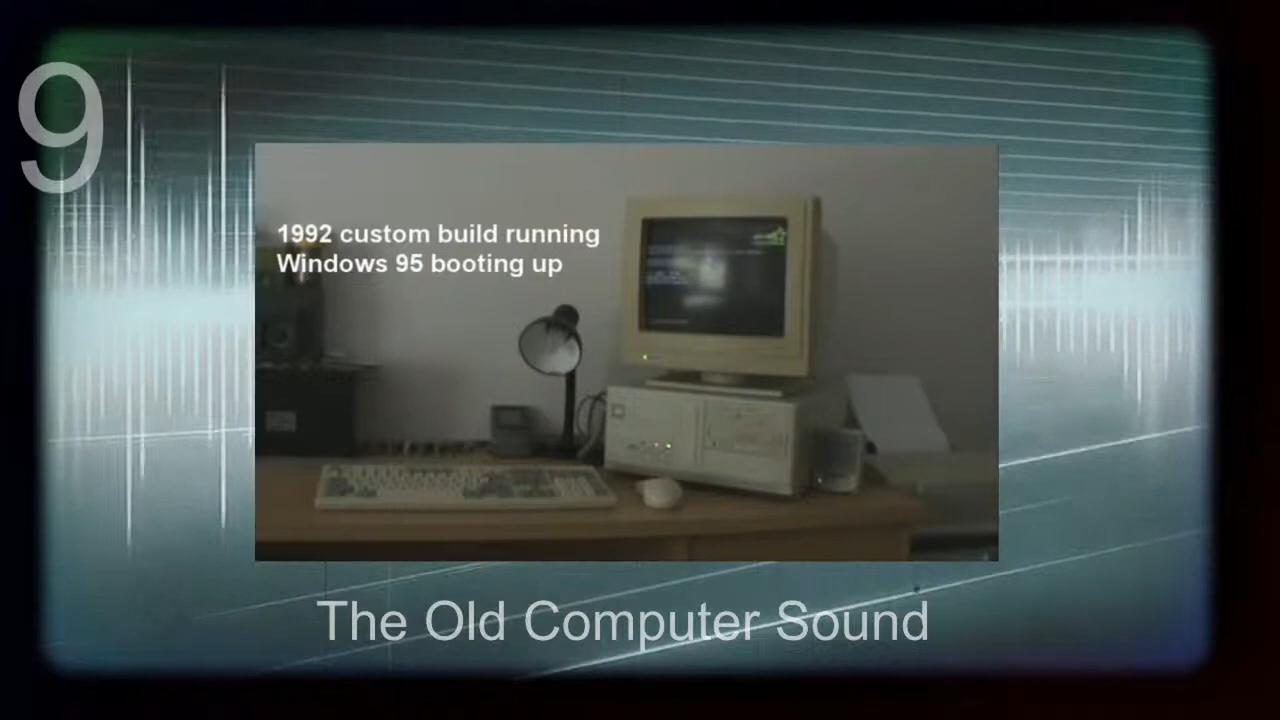 9
1992 custom build running
Windows 95 booting up
The Old Computer Sound